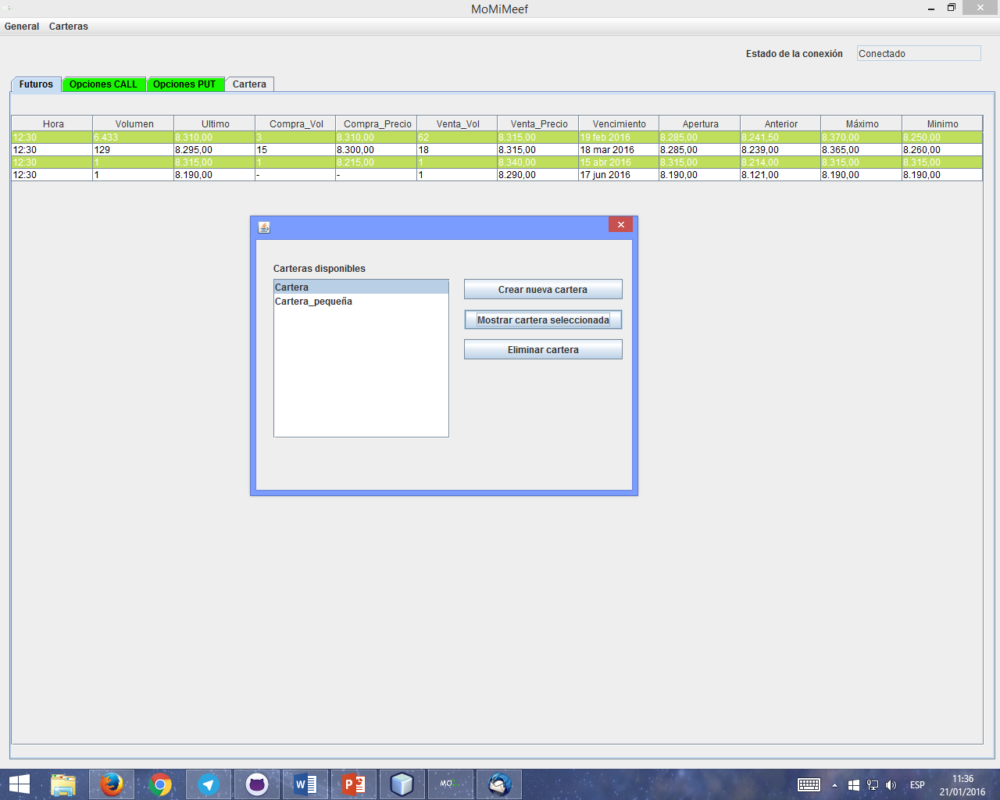 MoMiMeef
General Carteras
Estado de la conexión Conectado
Futuros Opciones CALL Opciones PUT Cartera
Hora Volumen Ultimo Compra_Vol Compra_Precio Venta_Vol Venta_Precio Vencimiento Apertura Anterior Máximo Minimo
12:30 6.433 8.310,00 3 8.310,00 62 8.315,00 19 feb 2016 8.285,00 8.241,50 8.370,00 8.250,00
12:30 129 8.295,00 15 8.300,00 18 8.315,00 18 mar 2016 8.285,00 8.239,00 8.365,00 8.260,00
12:30 1 8.315,00 1 8.215,00 1 8.340,00 15 abr 2016 8.315,00 8.214,00 8.315,00 8.315,00
12:30 1 8.190,00 - - 1 8.290,00 17 jun 2016 8.190,00 8.121,00 8.190,00 8.190,00
Carteras disponibles
Cartera
Cartera_pequeña
Crear nueva cartera
Mostrar cartera seleccionada
Eliminar cartera
ESP
11:36
21/01/2016